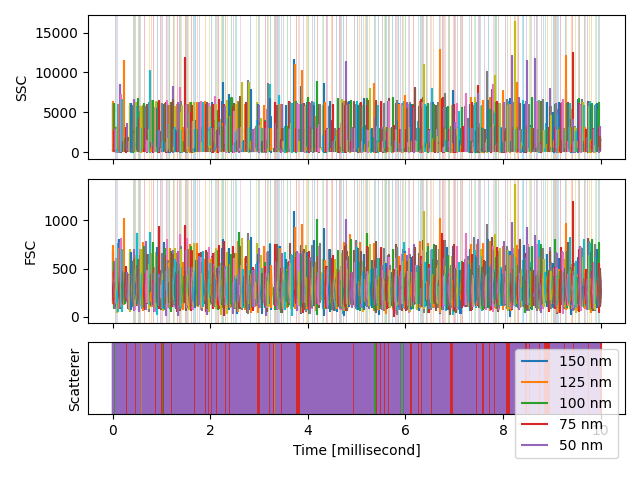 SSC
15000
10000
5000
0
FSC
1000
500
0
Scatterer
0 2 4 6 8 10
Time [millisecond]
150 nm
125 nm
100 nm
75 nm
50 nm